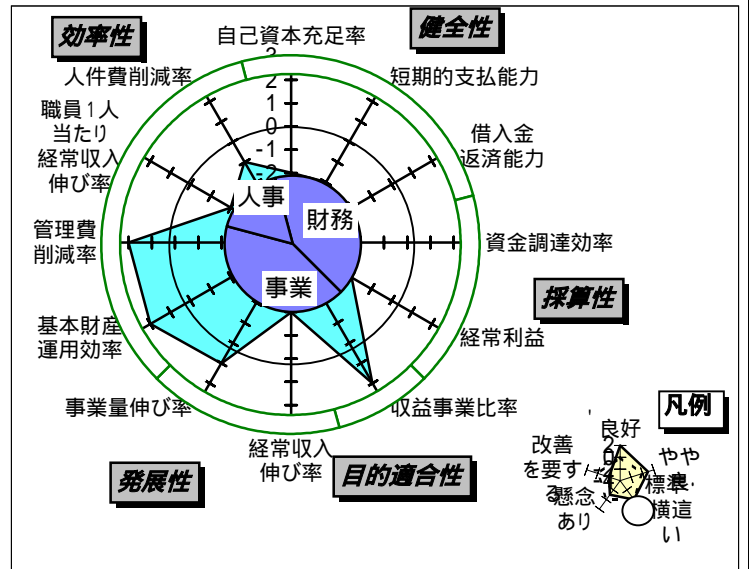 効率性
自己資本充足率
健全性
人件費削減率
短期的支払能力
職員1人
当たり
経常収入
伸び率
借入金
返済能力
3
2
1
0
-1
-2
人事
財務
事業
管理費
削減率
資金調達効率
採算性
基本財産
運用効率
経常利益
事業量伸び率
収益事業比率
経常収入
伸び率
発展性
目的適合性
凡例
良好
やや
良
標準・
横這
い
懸念
あり
改善
を要す
る